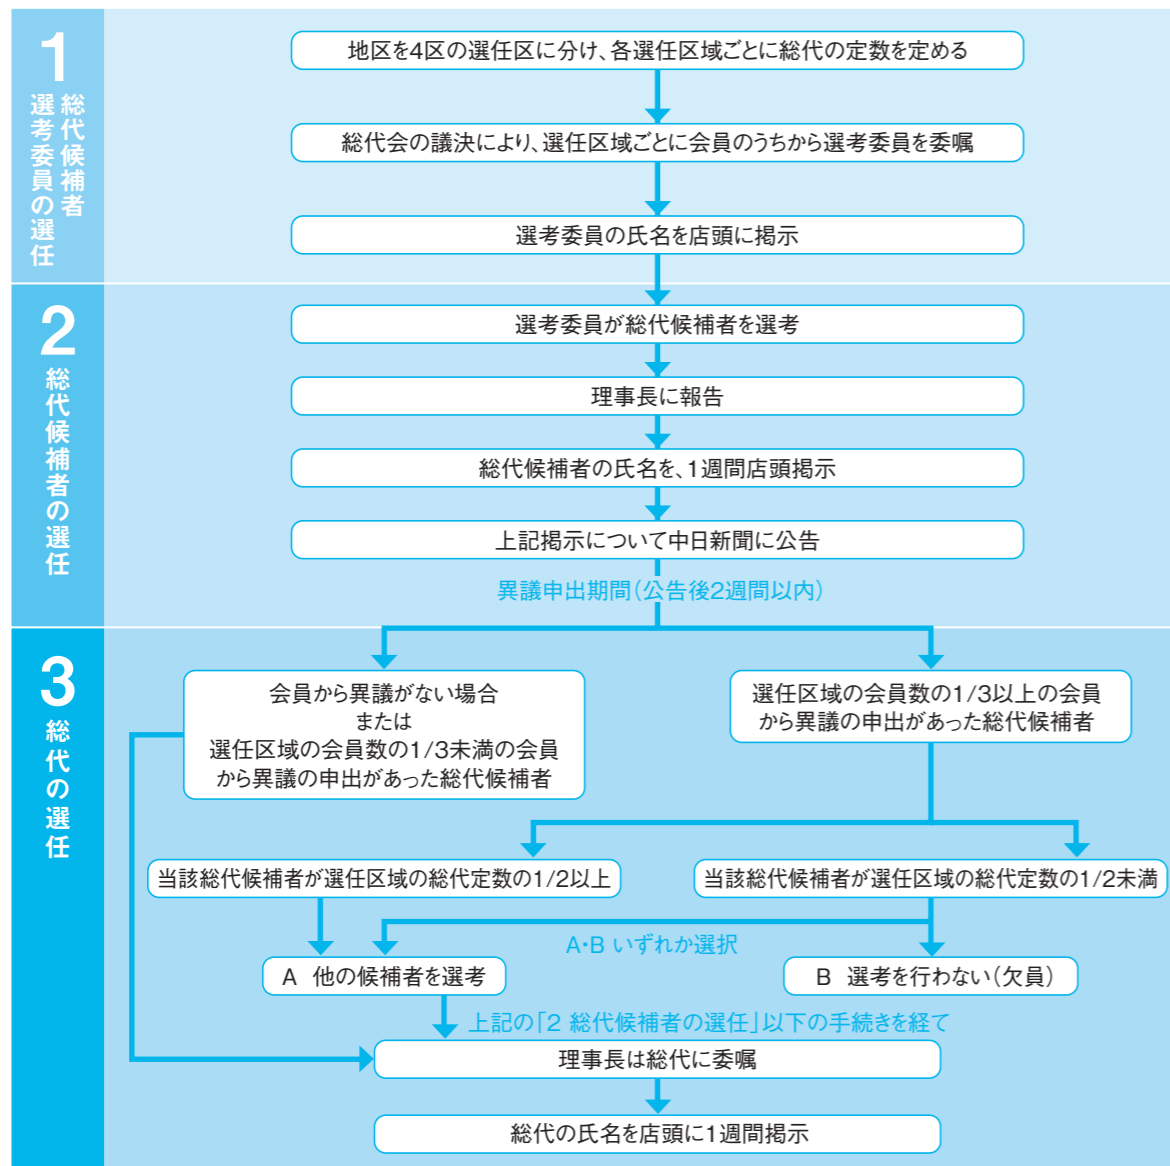 1
総代候補者
選考委員の選任
地区を4区の選任区に分け、各選任区域ごとに総代の定数を定める
総代会の議決により、選任区域ごとに会員のうちから選考委員を委嘱
選考委員の氏名を店頭に掲示
2
総代候補者の選任
選考委員が総代候補者を選考
理事長に報告
総代候補者の氏名を、1週間店頭掲示
上記掲示について中日新聞に公告
異議申出期間(公告後2週間以内)
3
総代の選任
会員から異議がない場合
または
選任区域の会員数の1/3未満の会員
から異議の申出があった総代候補者
選任区域の会員数の1/3以上の会員
から異議の申出があった総代候補者
当該総代候補者が選任区域の総代定数の1/2以上
当該総代候補者が選任区域の総代定数の1/2未満
A・B いずれか選択
A 他の候補者を選考
B 選考を行わない(欠員)
上記の「2 総代候補者の選任」以下の手続きを経て
理事長は総代に委嘱
総代の氏名を店頭に1週間掲示